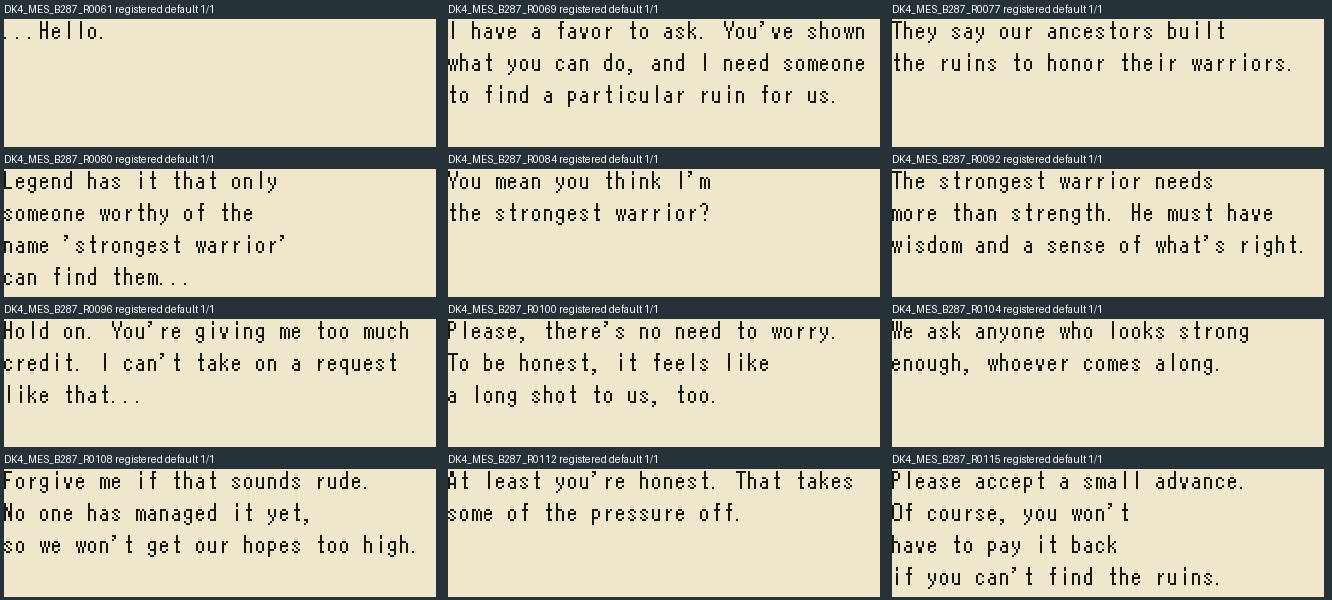 DK4_MES_B287_R0061 registered default 1/1
...Hello.
DK4_MES_B287_R0069 registered default 1/1
I have a favor to ask. You've shown
what you can do, and I need someone
to find a particular ruin for us.
DK4_MES_B287_R0077 registered default 1/1
They say our ancestors built
the ruins to honor their warriors.
DK4_MES_B287_R0080 registered default 1/1
Legend has it that only
someone worthy of the
name 'strongest warrior'
can find them...
DK4_MES_B287_R0084 registered default 1/1
You mean you think I'm
the strongest warrior?
DK4_MES_B287_R0092 registered default 1/1
The strongest warrior needs
more than strength. He must have
wisdom and a sense of what's right.
DK4_MES_B287_R0096 registered default 1/1
Hold on. You're giving me too much
credit. I can't take on a request
like that...
DK4_MES_B287_R0100 registered default 1/1
Please, there's no need to worry.
To be honest, it feels like
a long shot to us, too.
DK4_MES_B287_R0104 registered default 1/1
We ask anyone who looks strong
enough, whoever comes along.
DK4_MES_B287_R0108 registered default 1/1
Forgive me if that sounds rude.
No one has managed it yet,
so we won't get our hopes too high.
DK4_MES_B287_R0112 registered default 1/1
At least you're honest. That takes
some of the pressure off.
DK4_MES_B287_R0115 registered default 1/1
Please accept a small advance.
Of course, you won't
have to pay it back
if you can't find the ruins.